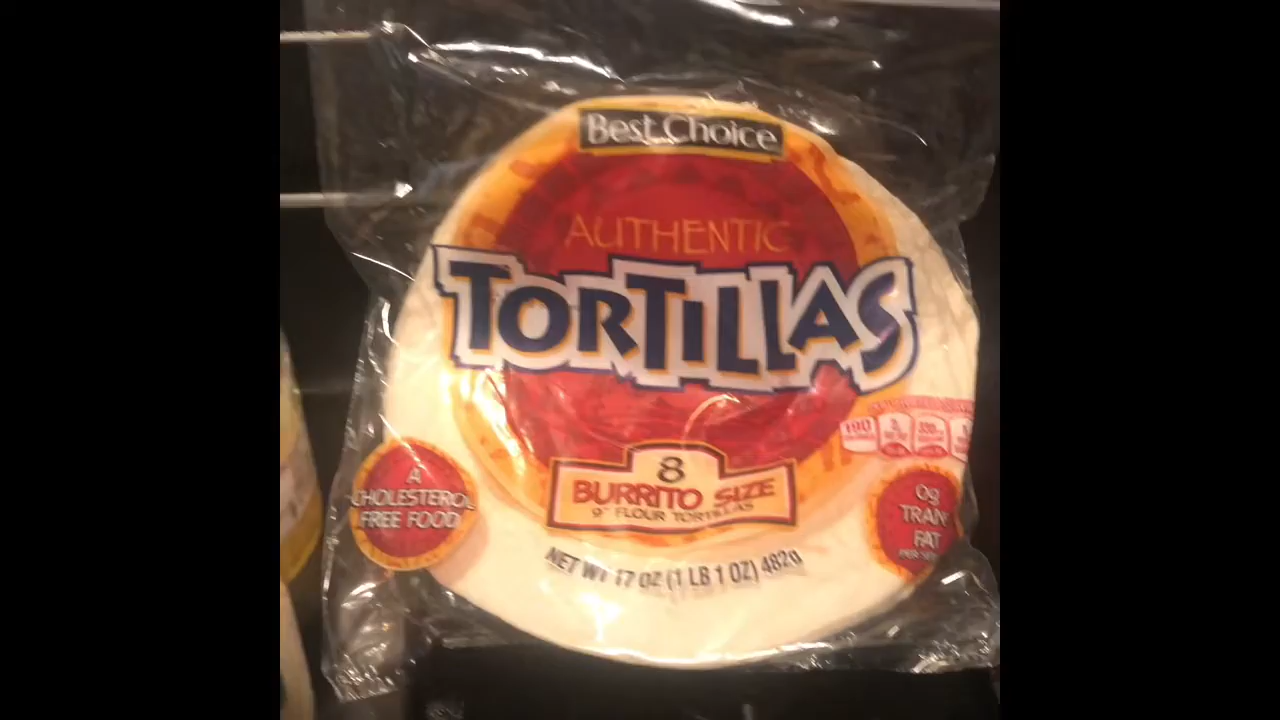 Best Choice
AUTHENTIC
TORTILLAS
190
8
BURRITO SIZE
9" FLOUR TORTILLAS
A
CHOLESTEROL
FREE FOOD
0g
TRANS
FAT
NET WT 17 OZ (1 LB 1 OZ) 482g